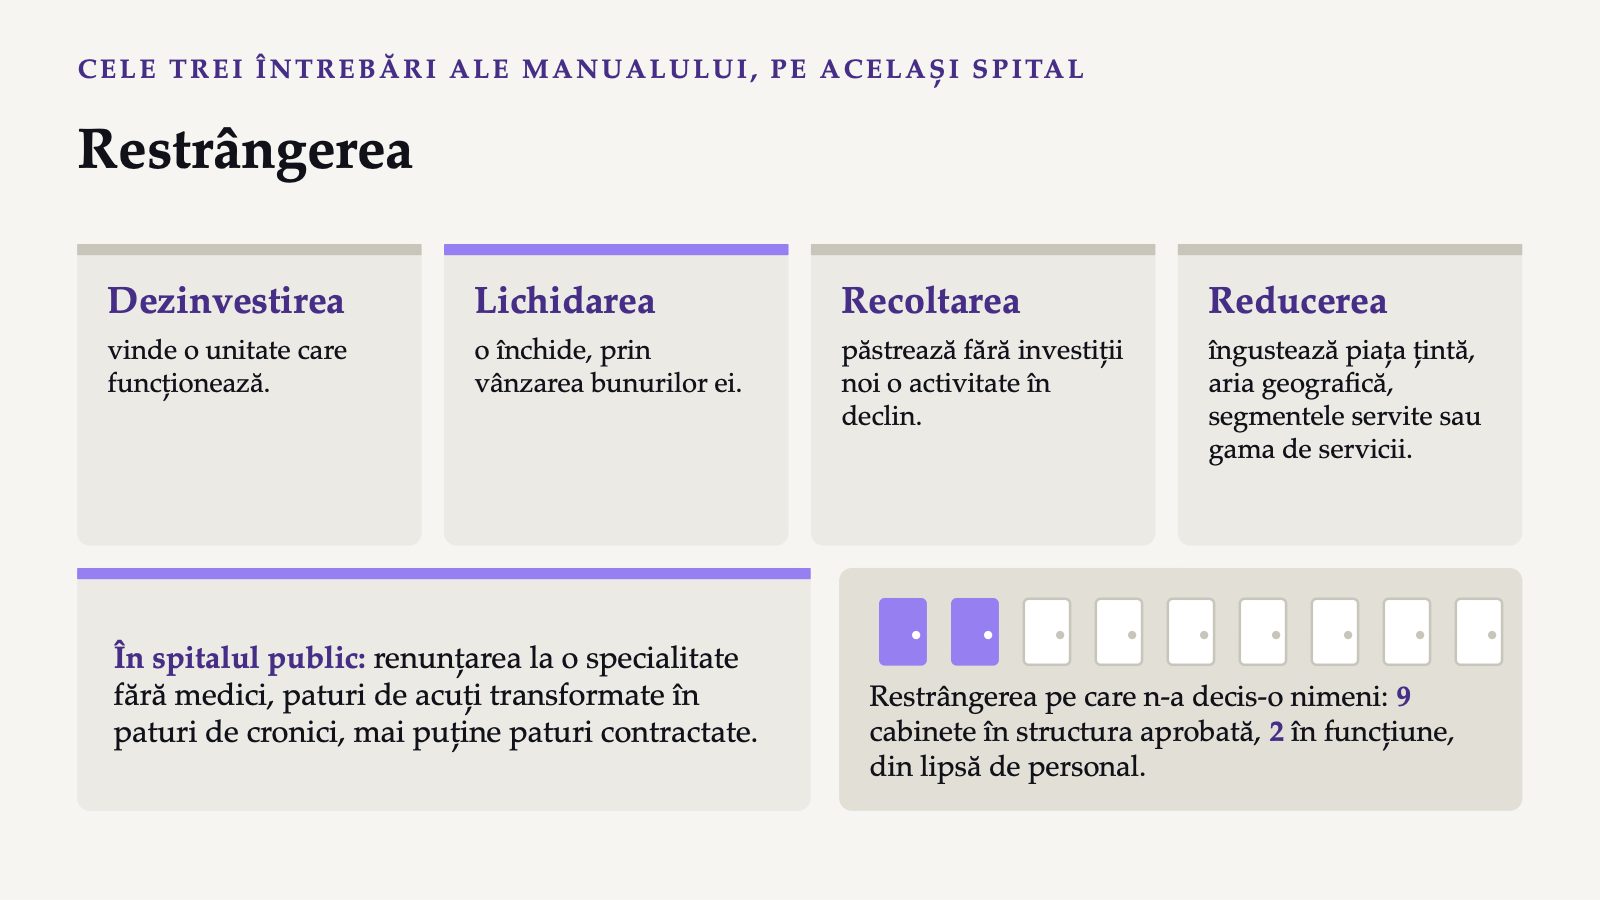 CELE TREI ÎNTREBĂRI ALE MANUALULUI, PE ACELAȘI SPITAL
Restrângerea
Dezinvestirea
vinde o unitate care
funcționează.
Lichidarea
o închide, prin
vânzarea bunurilor ei.
Recoltarea
păstrează fără investiții
noi o activitate în
declin.
Reducerea
îngustează piața țintă,
aria geografică,
segmentele servite sau
gama de servicii.
În spitalul public: renunțarea la o specialitate
fără medici, paturi de acuți transformate în
paturi de cronici, mai puține paturi contractate.
Restrângerea pe care n-a decis-o nimeni: 9
cabinete în structura aprobată, 2 în funcțiune,
din lipsă de personal.